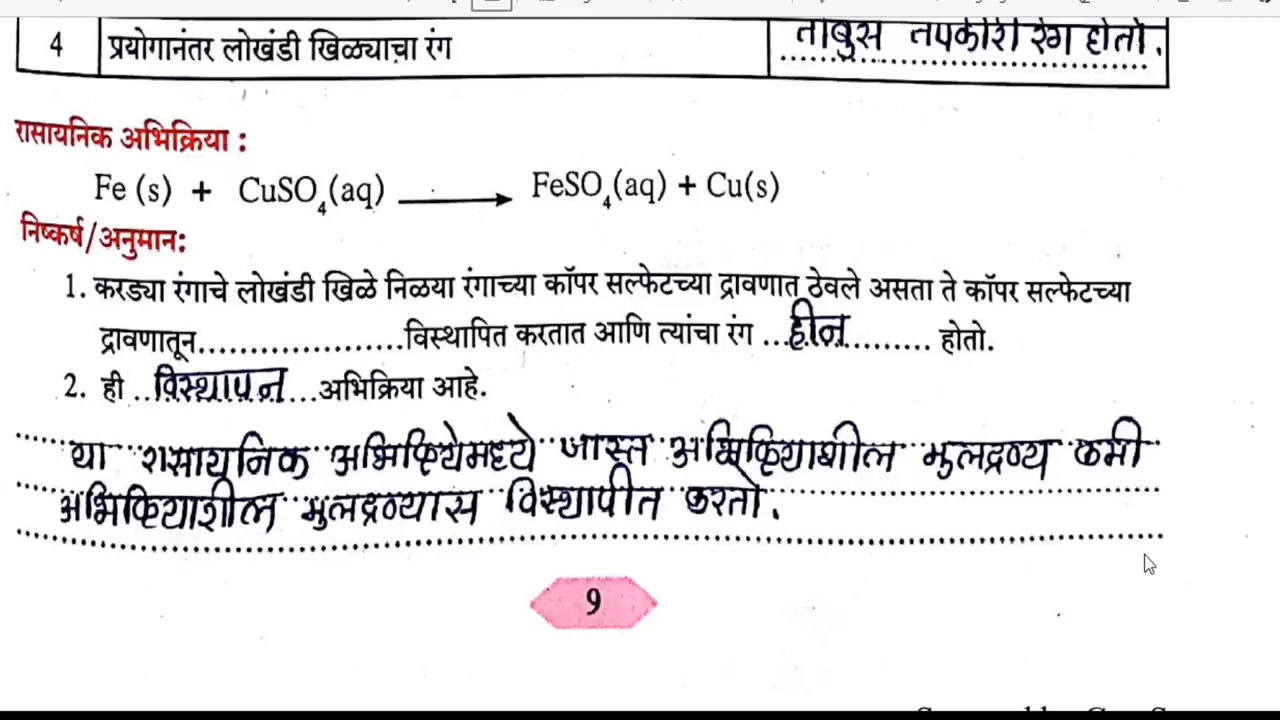 4 प्रयोगानंतर लोखंडी खिळ्याचा रंग तांबुस तपकीरी रंग होतो.
रासायनिक अभिक्रिया :
Fe (s) + CuSO4(aq) ⟶ FeSO4(aq) + Cu(s)
निष्कर्ष/अनुमान:
1. करड्या रंगाचे लोखंडी खिळे निळया रंगाच्या कॉपर सल्फेटच्या द्रावणात ठेवले असता ते कॉपर सल्फेटच्या
द्रावणातून....................विस्थापित करतात आणि त्यांचा रंग ...हीन......... होतो.
2. ही ..विस्थापन...अभिक्रिया आहे.
या रासायनिक अभिक्रियेमध्ये जास्त अभिक्रियाशील मुलद्रव्य कमी
अभिक्रियाशील मुलद्रव्यास विस्थापीत करतो.
9